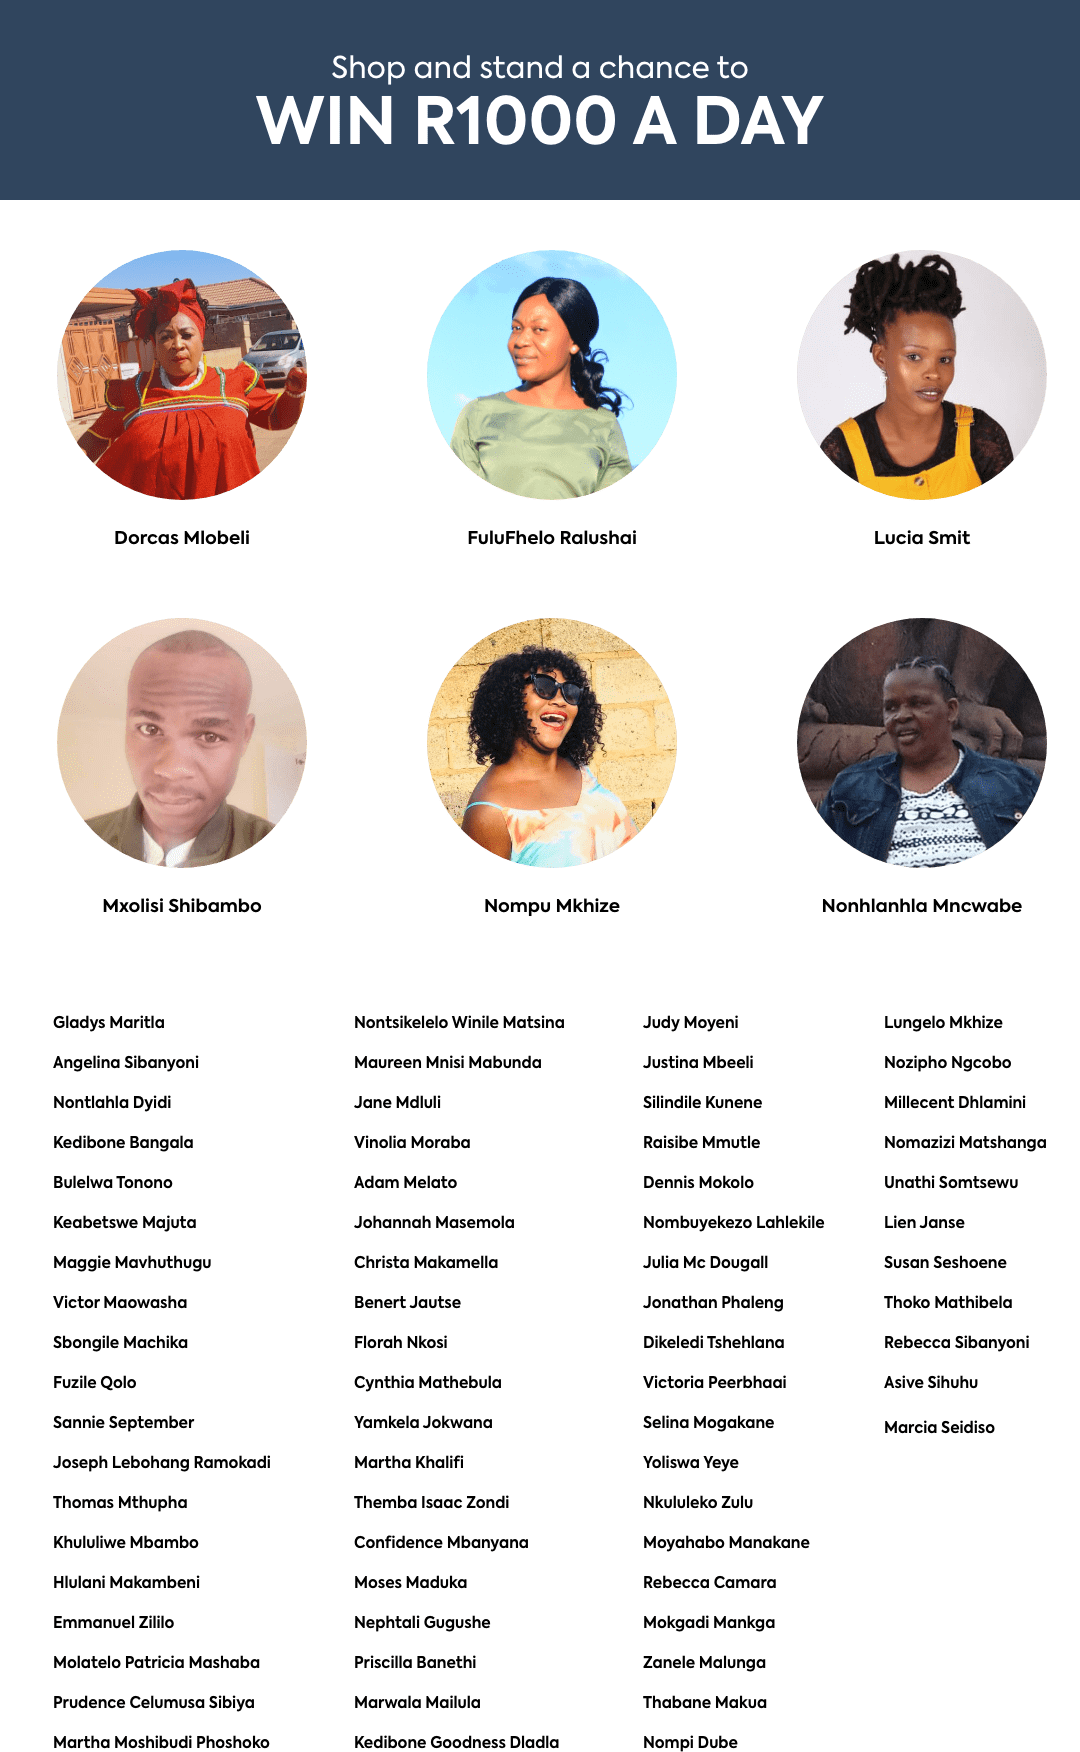 Shop and stand a chance to
WIN R1000 A DAY
Dorcas Mlobeli
FuluFhelo Ralushai
Lucia Smit
Mxolisi Shibambo
Nompu Mkhize
Nonhlanhla Mncwabe
Gladys Maritla
Angelina Sibanyoni
Nontlahla Dyidi
Kedibone Bangala
Bulelwa Tonono
Keabetswe Majuta
Maggie Mavhuthugu
Victor Maowasha
Sbongile Machika
Fuzile Qolo
Sannie September
Joseph Lebohang Ramokadi
Thomas Mthupha
Khululiwe Mbambo
Hlulani Makambeni
Emmanuel Zililo
Molatelo Patricia Mashaba
Prudence Celumusa Sibiya
Martha Moshibudi Phoshoko
Nontsikelelo Winile Matsina
Maureen Mnisi Mabunda
Jane Mdluli
Vinolia Moraba
Adam Melato
Johannah Masemola
Christa Makamella
Benert Jautse
Florah Nkosi
Cynthia Mathebula
Yamkela Jokwana
Martha Khalifi
Themba Isaac Zondi
Confidence Mbanyana
Moses Maduka
Nephtali Gugushe
Priscilla Banethi
Marwala Mailula
Kedibone Goodness Dladla
Judy Moyeni
Justina Mbeeli
Silindile Kunene
Raisibe Mmutle
Dennis Mokolo
Nombuyekezo Lahlekile
Julia Mc Dougall
Jonathan Phaleng
Dikeledi Tshehlana
Victoria Peerbhaai
Selina Mogakane
Yoliswa Yeye
Nkululeko Zulu
Moyahabo Manakane
Rebecca Camara
Mokgadi Mankga
Zanele Malunga
Thabane Makua
Nompi Dube
Lungelo Mkhize
Nozipho Ngcobo
Millecent Dhlamini
Nomazizi Matshanga
Unathi Somtsewu
Lien Janse
Susan Seshoene
Thoko Mathibela
Rebecca Sibanyoni
Asive Sihuhu
Marcia Seidiso